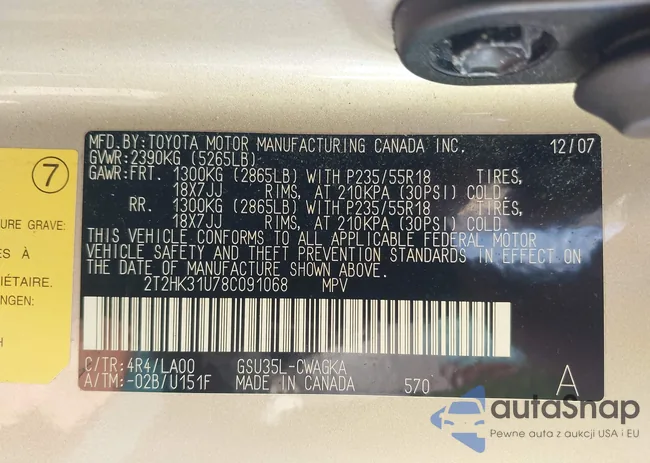 MFD.BY:TOYOTA MOTOR MANUFACTURING CANADA INC. 12/07
GVWR:2390KG (5265LB)
GAWR:FRT. 1300KG (2865LB) WITH P235/55R18 TIRES,
18X7JJ RIMS, AT 210KPA (30PSI) COLD.
RR. 1300KG (2865LB) WITH P235/55R18 TIRES,
18X7JJ RIMS, AT 210KPA (30PSI) COLD.
THIS VEHICLE CONFORMS TO ALL APPLICABLE FEDERAL MOTOR
VEHICLE SAFETY AND THEFT PREVENTION STANDARDS IN EFFECT ON
THE DATE OF MANUFACTURE SHOWN ABOVE.
2T2HK31U78C091068 MPV
C/TR:4R4/LA00 GSU35L-CWAGKA
A/TM:-02B/U151F MADE IN CANADA 570 A
7
URE GRAVE:
ES À
IÉTAIRE.
NGEN:
H
autoSnap
Pewne auta z aukcji USA i EU